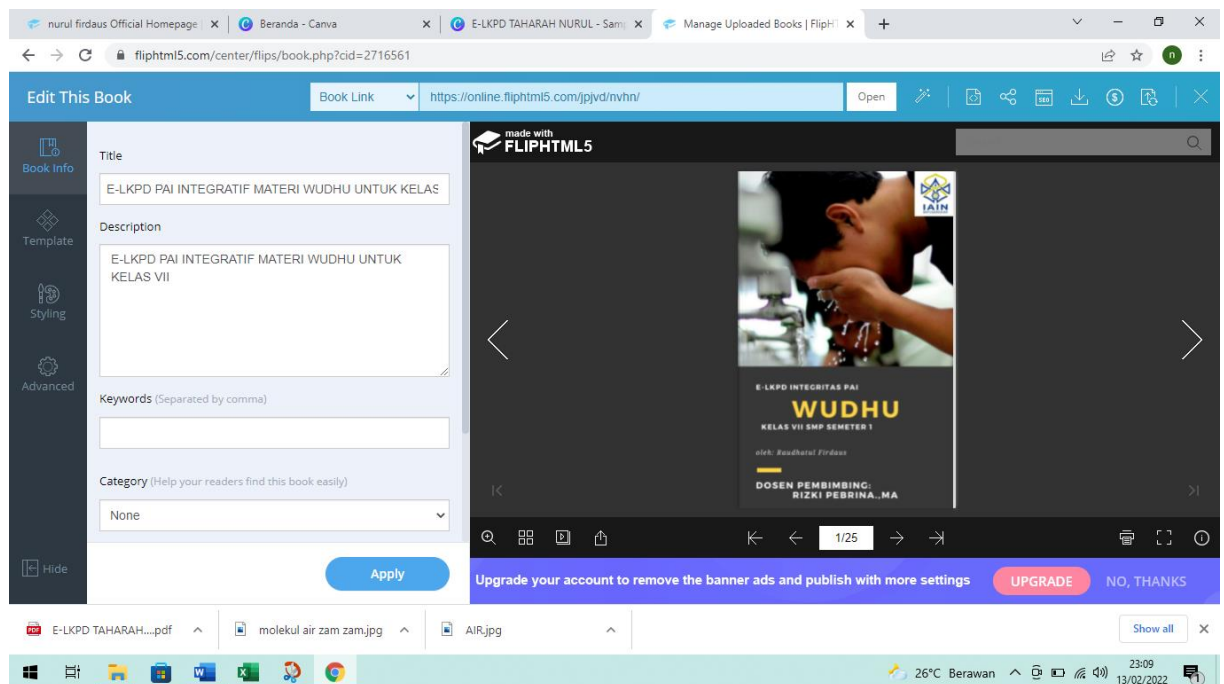 nurul firdaus Official Homepage
Beranda - Canva
E-LKPD TAHARAH NURUL - Sam
Manage Uploaded Books | FlipHT
fliphtml5.com/center/flips/book.php?cid=2716561
n
Edit This Book
Book Link
https://online.fliphtml5.com/jpjvd/nvhn/
Open
SEO
Book Info
Template
Styling
Advanced
Hide
Title
E-LKPD PAI INTEGRATIF MATERI WUDHU UNTUK KELAS
Description
E-LKPD PAI INTEGRATIF MATERI WUDHU UNTUK
KELAS VII
Keywords (Separated by comma)
Category (Help your readers find this book easily)
None
Apply
made with
FLIPHTML5
IAIN
E-LKPD INTEGRITAS PAI
WUDHU
KELAS VII SMP SEMETER 1
oleh: Raudhatul Firdaus
DOSEN PEMBIMBING:
RIZKI PEBRINA.,MA
1/25
Upgrade your account to remove the banner ads and publish with more settings
UPGRADE
NO, THANKS
E-LKPD TAHARAH....pdf
molekul air zam zam.jpg
AIR.jpg
Show all
26°C Berawan
23:09
13/02/2022